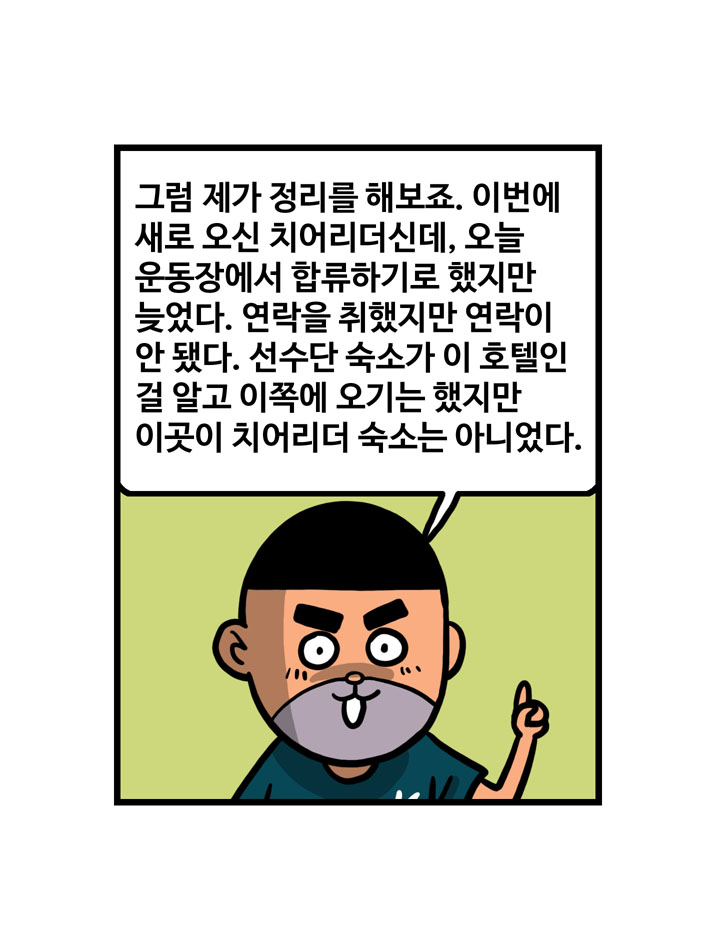 그럼 제가 정리를 해보죠. 이번에
새로 오신 치어리더신데, 오늘
운동장에서 합류하기로 했지만
늦었다. 연락을 취했지만 연락이
안 됐다. 선수단 숙소가 이 호텔인
걸 알고 이쪽에 오기는 했지만
이곳이 치어리더 숙소는 아니었다.